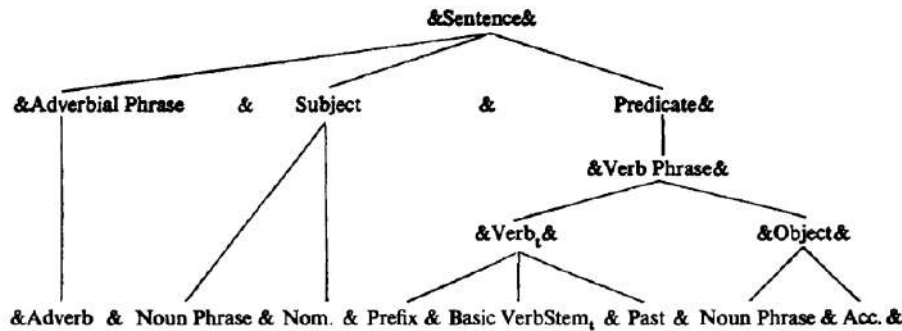 &Sentence&
&Adverbial Phrase & Subject & Predicate&
&Verb Phrase&
&Verbt& &Object&
&Adverb & Noun Phrase & Nom. & Prefix & Basic VerbStemt & Past & Noun Phrase & Acc. &